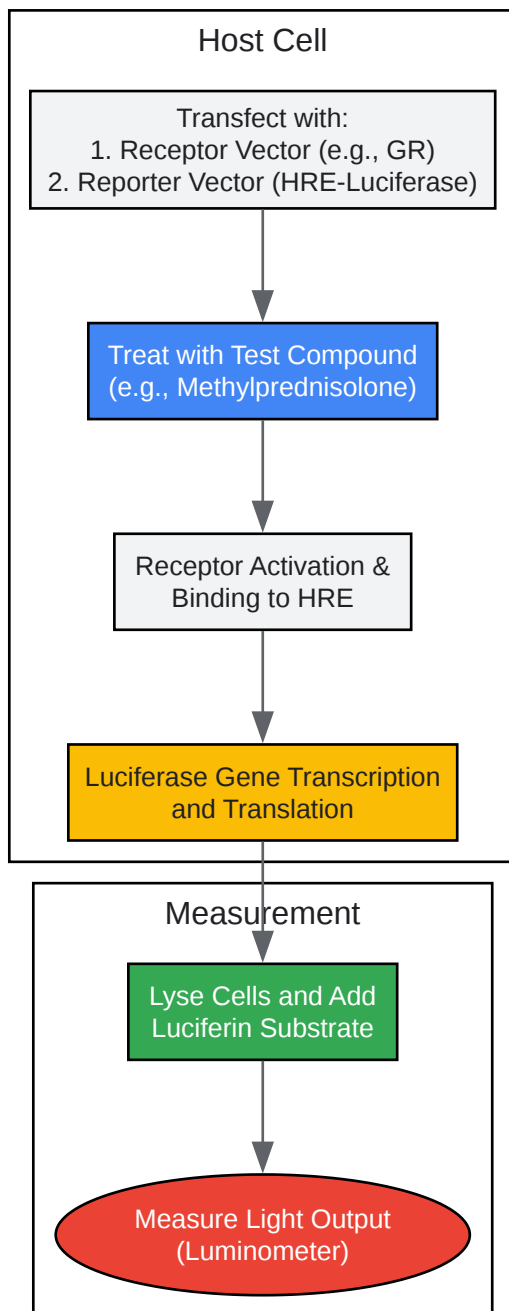 Host Cell
Transfect with:
1. Receptor Vector (e.g., GR)
2. Reporter Vector (HRE-Luciferase)
Treat with Test Compound
(e.g., Methylprednisolone)
Receptor Activation &
Binding to HRE
Luciferase Gene Transcription
and Translation
Measurement
Lyse Cells and Add
Luciferin Substrate
Measure Light Output
(Luminometer)